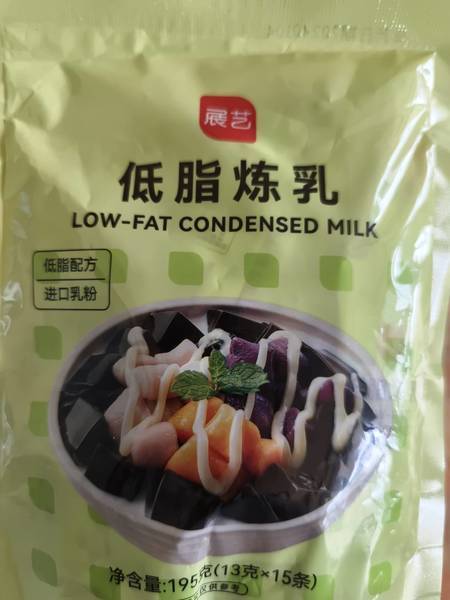 展艺
低脂炼乳
LOW-FAT CONDENSED MILK
低脂配方
进口乳粉
净含量:195克(13克×15条)